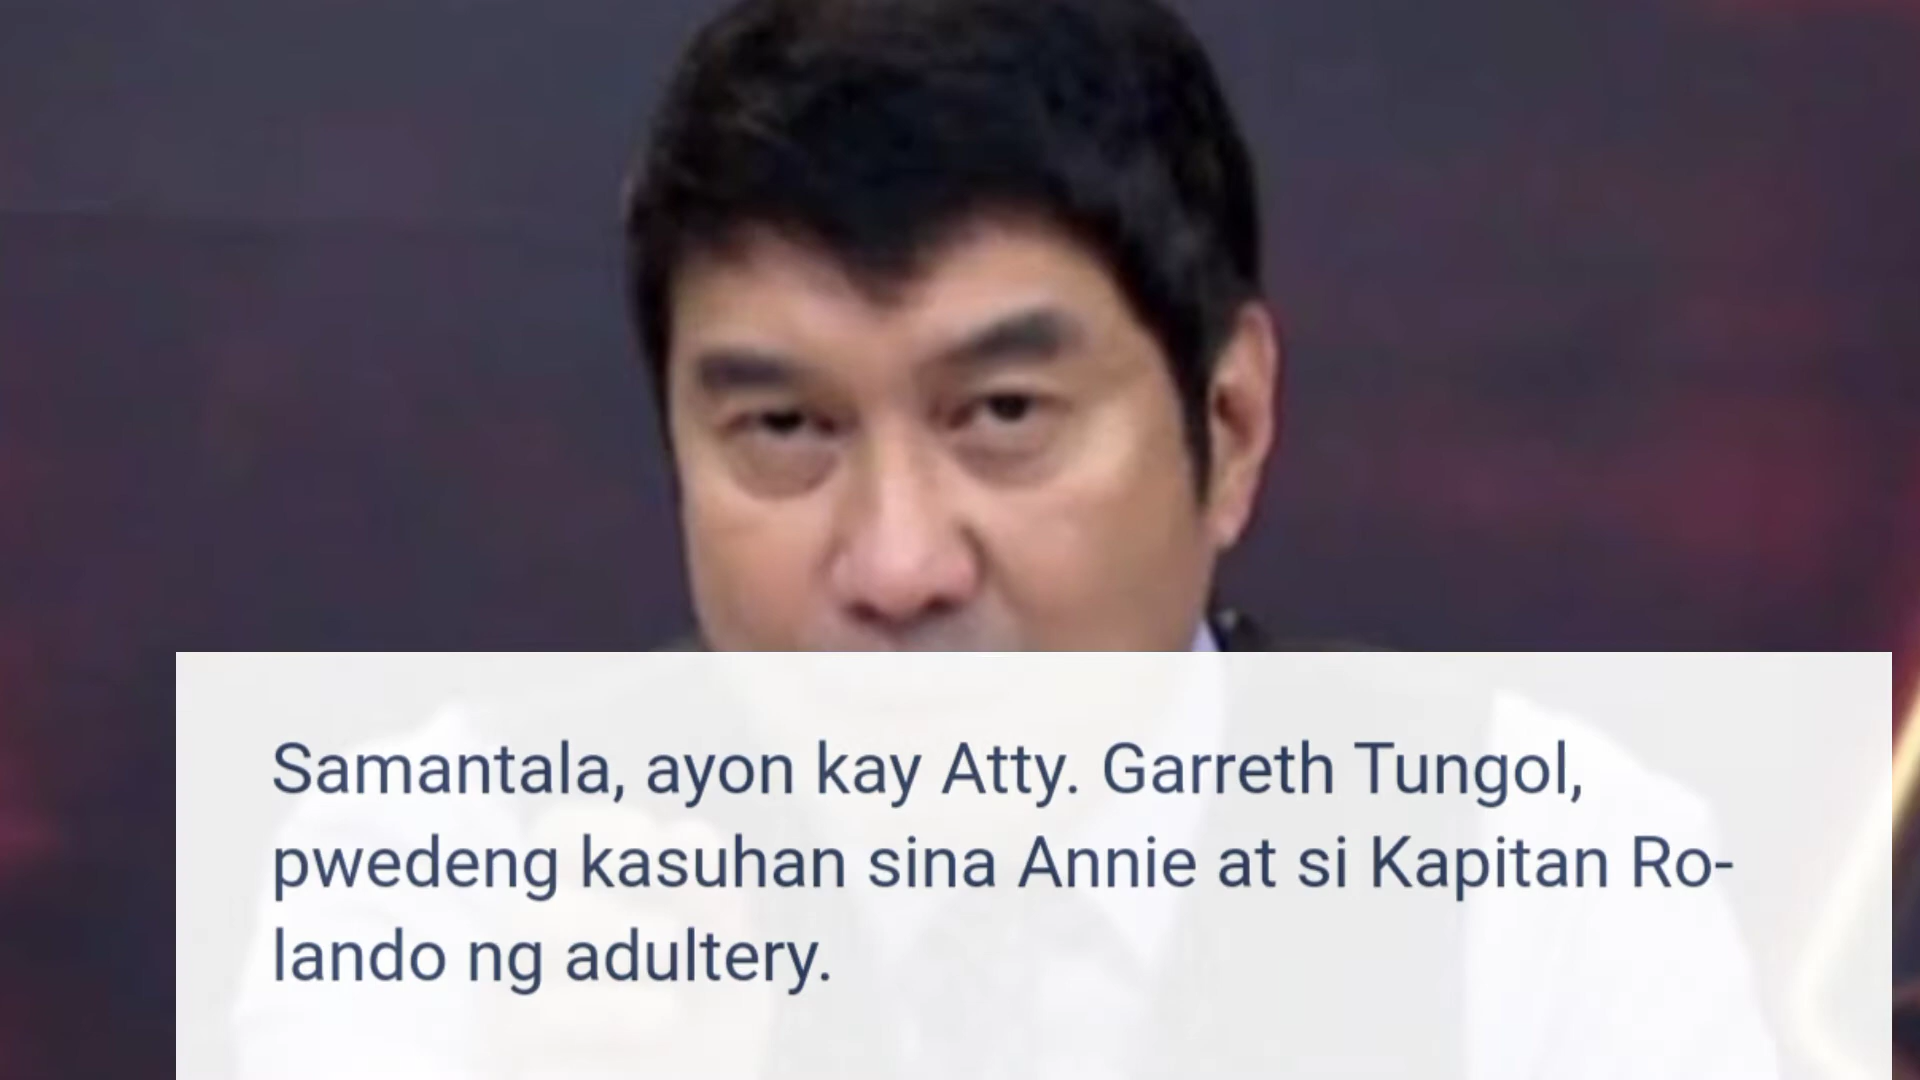 Samantala, ayon kay Atty. Garreth Tungol,
pwedeng kasuhan sina Annie at si Kapitan Ro-
lando ng adultery.